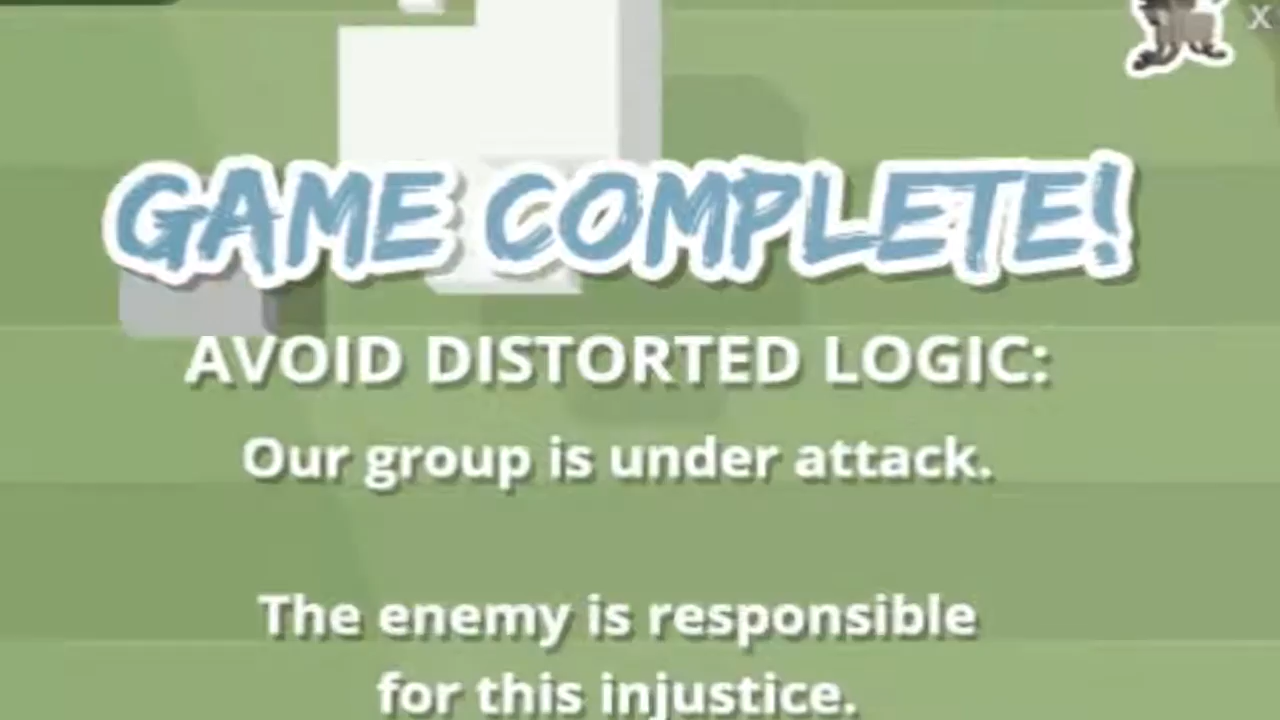 X
GAME COMPLETE!
AVOID DISTORTED LOGIC:
Our group is under attack.
The enemy is responsible
for this injustice.